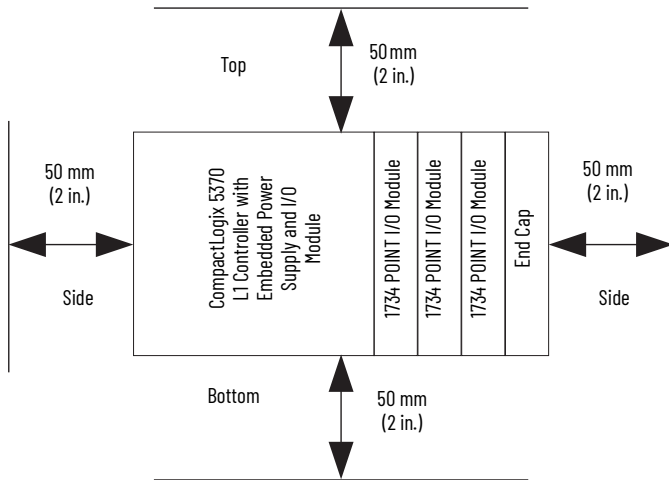 Top
50 mm
(2 in.)
50 mm
(2 in.)
Side
CompactLogix 5370
L1 Controller with
Embedded Power
Supply and I/O
Module
1734 POINT I/O Module
1734 POINT I/O Module
1734 POINT I/O Module
End Cap
50 mm
(2 in.)
Side
Bottom
50 mm
(2 in.)